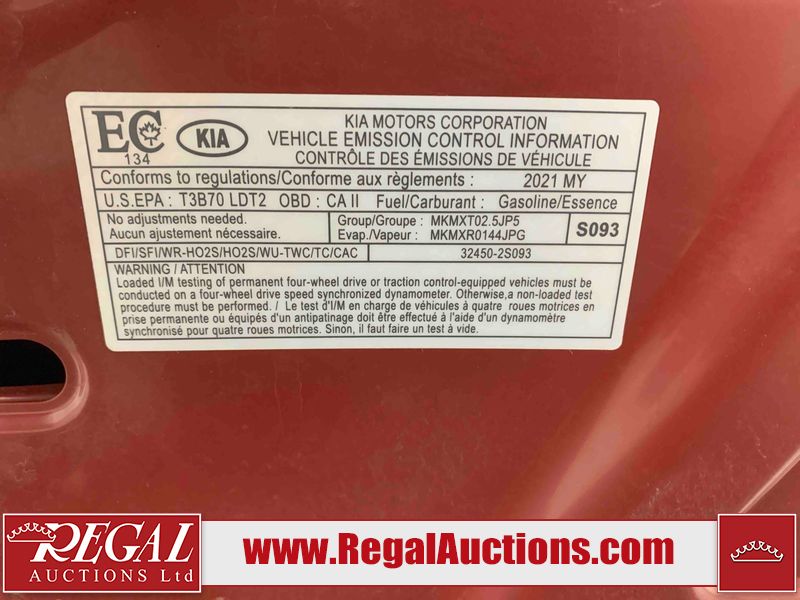 EC
134
KIA
KIA MOTORS CORPORATION
VEHICLE EMISSION CONTROL INFORMATION
CONTRÔLE DES ÉMISSIONS DE VÉHICULE
Conforms to regulations/Conforme aux règlements : 2021 MY
U.S.EPA : T3B70 LDT2 OBD : CA II Fuel/Carburant : Gasoline/Essence
No adjustments needed.
Aucun ajustement nécessaire.
Group/Groupe : MKMXT02.5JP5
Evap./Vapeur : MKMXR0144JPG
S093
DFI/SFI/WR-HO2S/HO2S/WU-TWC/TC/CAC 32450-2S093
WARNING / ATTENTION
Loaded I/M testing of permanent four-wheel drive or traction control-equipped vehicles must be
conducted on a four-wheel drive speed synchronized dynamometer. Otherwise,a non-loaded test
procedure must be performed. / Le test d'I/M en charge de véhicules à quatre roues motrices en
prise permanente ou équipés d'un antipatinage doit être effectué à l'aide d'un dynamomètre
synchronisé pour quatre roues motrices. Sinon, il faut faire un test à vide.
REGAL
AUCTIONS Ltd
www.RegalAuctions.com